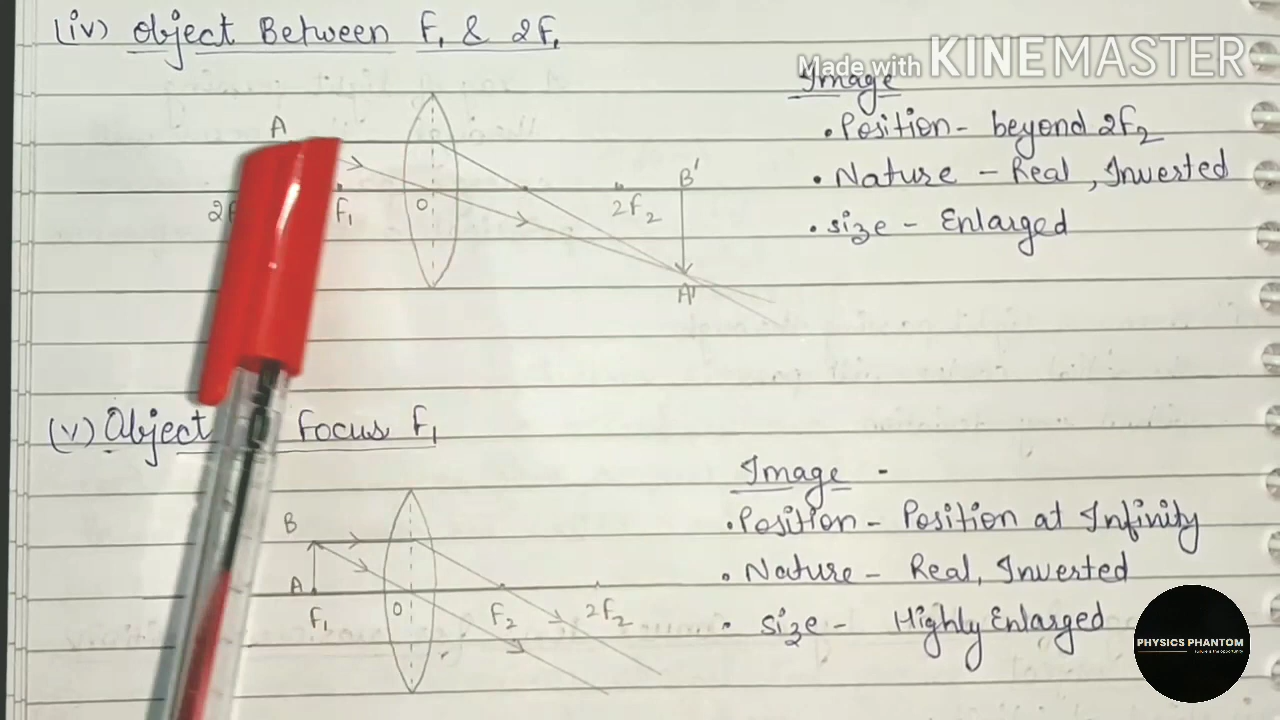 (iv) Object Between F₁ & 2F₁
Made with KINEMASTER
Image
• Position - beyond 2F₂
• Nature - Real, Inverted
• Size - Enlarged
A
B'
F₁
O
2F₂
A'
(v) Object Focus F₁
Image -
• Position - Position at Infinity
• Nature - Real, Inverted
• Size - Highly Enlarged
B
A
F₁
O
F₂
2F₂
PHYSICS PHANTOM